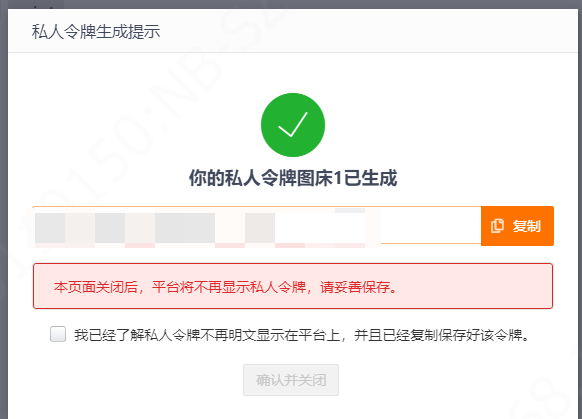 私人令牌生成提示
你的私人令牌图床1已生成
复制
本页面关闭后，平台将不再显示私人令牌，请妥善保存。
我已经了解私人令牌不再明文显示在平台上，并且已经复制保存好该令牌。
确认并关闭